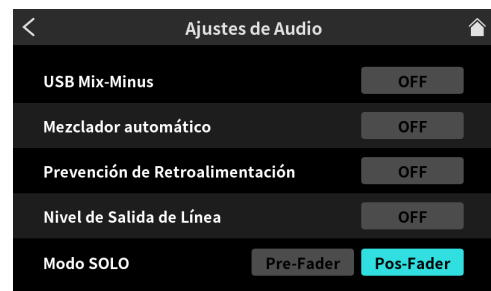 Ajustes de Audio
USB Mix-Minus OFF
Mezclador automático OFF
Prevención de Retroalimentación OFF
Nivel de Salida de Línea OFF
Modo SOLO Pre-Fader Pos-Fader